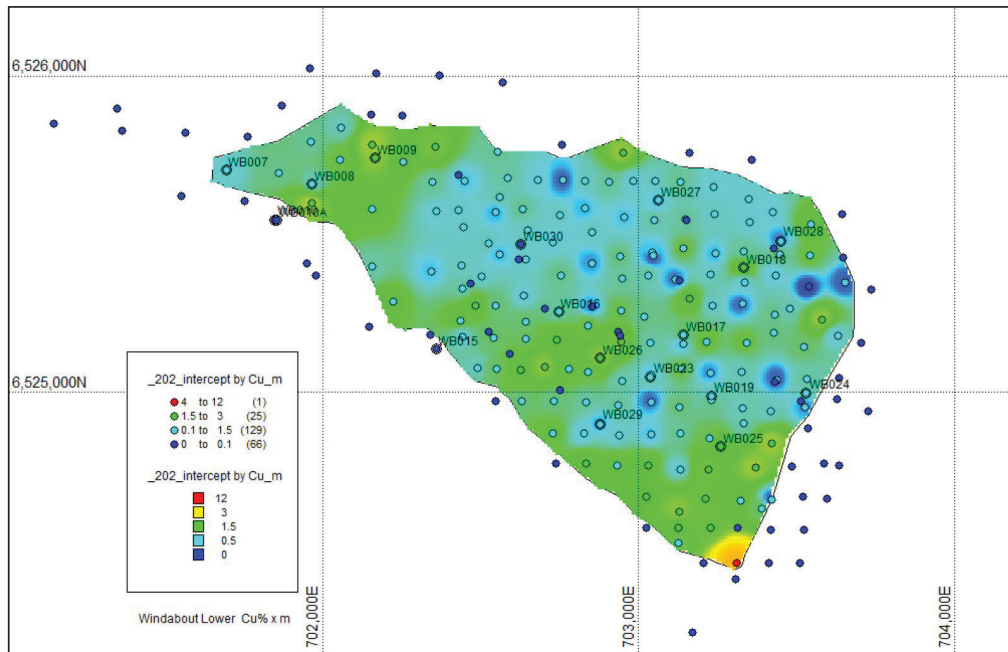 6,526,000N
WB009
WB007
WB008
WB010A
WB027
WB030
WB028
WB018
WB016
WB017
WB015
WB026
6,525,000N
WB023
WB019
WB024
WB029
WB025
_202_intercept by Cu_m
4 to 12 (1)
1.5 to 3 (25)
0.1 to 1.5 (129)
0 to 0.1 (66)
_202_intercept by Cu_m
12
3
1.5
0.5
0
Windabout Lower Cu% x m
702,000E
703,000E
704,000E